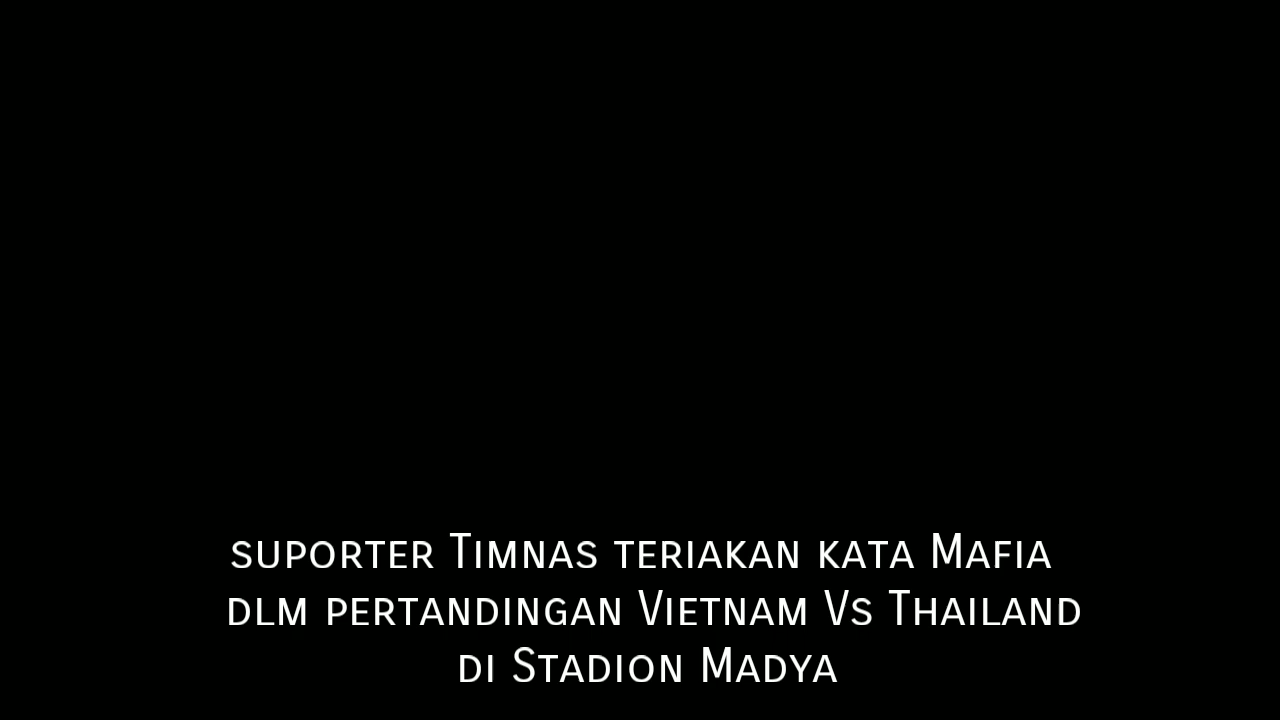 suporter Timnas teriakan kata Mafia
dlm pertandingan Vietnam Vs Thailand
di Stadion Madya